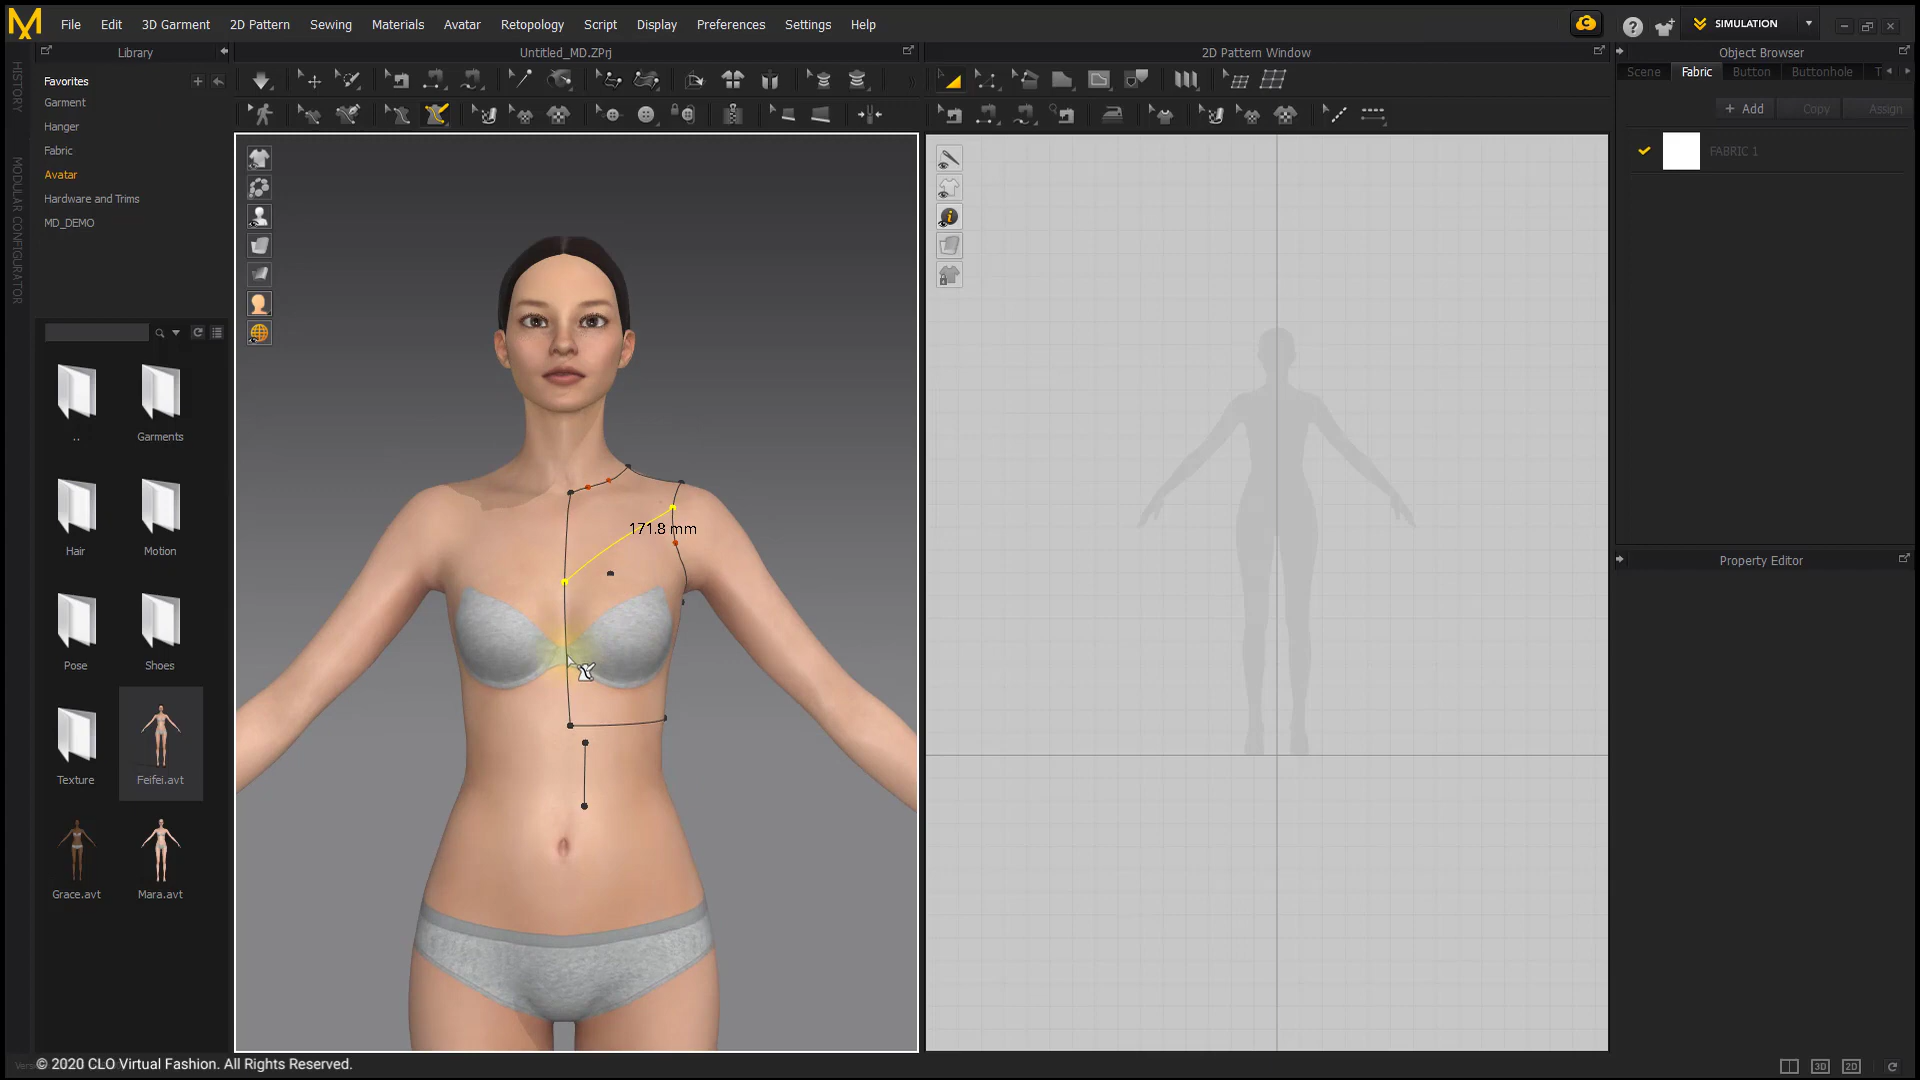 File Edit 3D Garment 2D Pattern Sewing Materials Avatar Retopology Script Display Preferences Settings Help
SIMULATION
Library
Untitled_MD.ZPrj
2D Pattern Window
Object Browser
Scene Fabric Button Buttonhole T
HISTORY
MODULAR CONFIGURATOR
Favorites
Garment
Hanger
Fabric
Avatar
Hardware and Trims
MD_DEMO
+ Add Copy Assign
FABRIC 1
..
Garments
Hair
Motion
Pose
Shoes
Texture
Feifei.avt
Grace.avt
Mara.avt
171.8 mm
Property Editor
© 2020 CLO Virtual Fashion. All Rights Reserved.
3D 2D